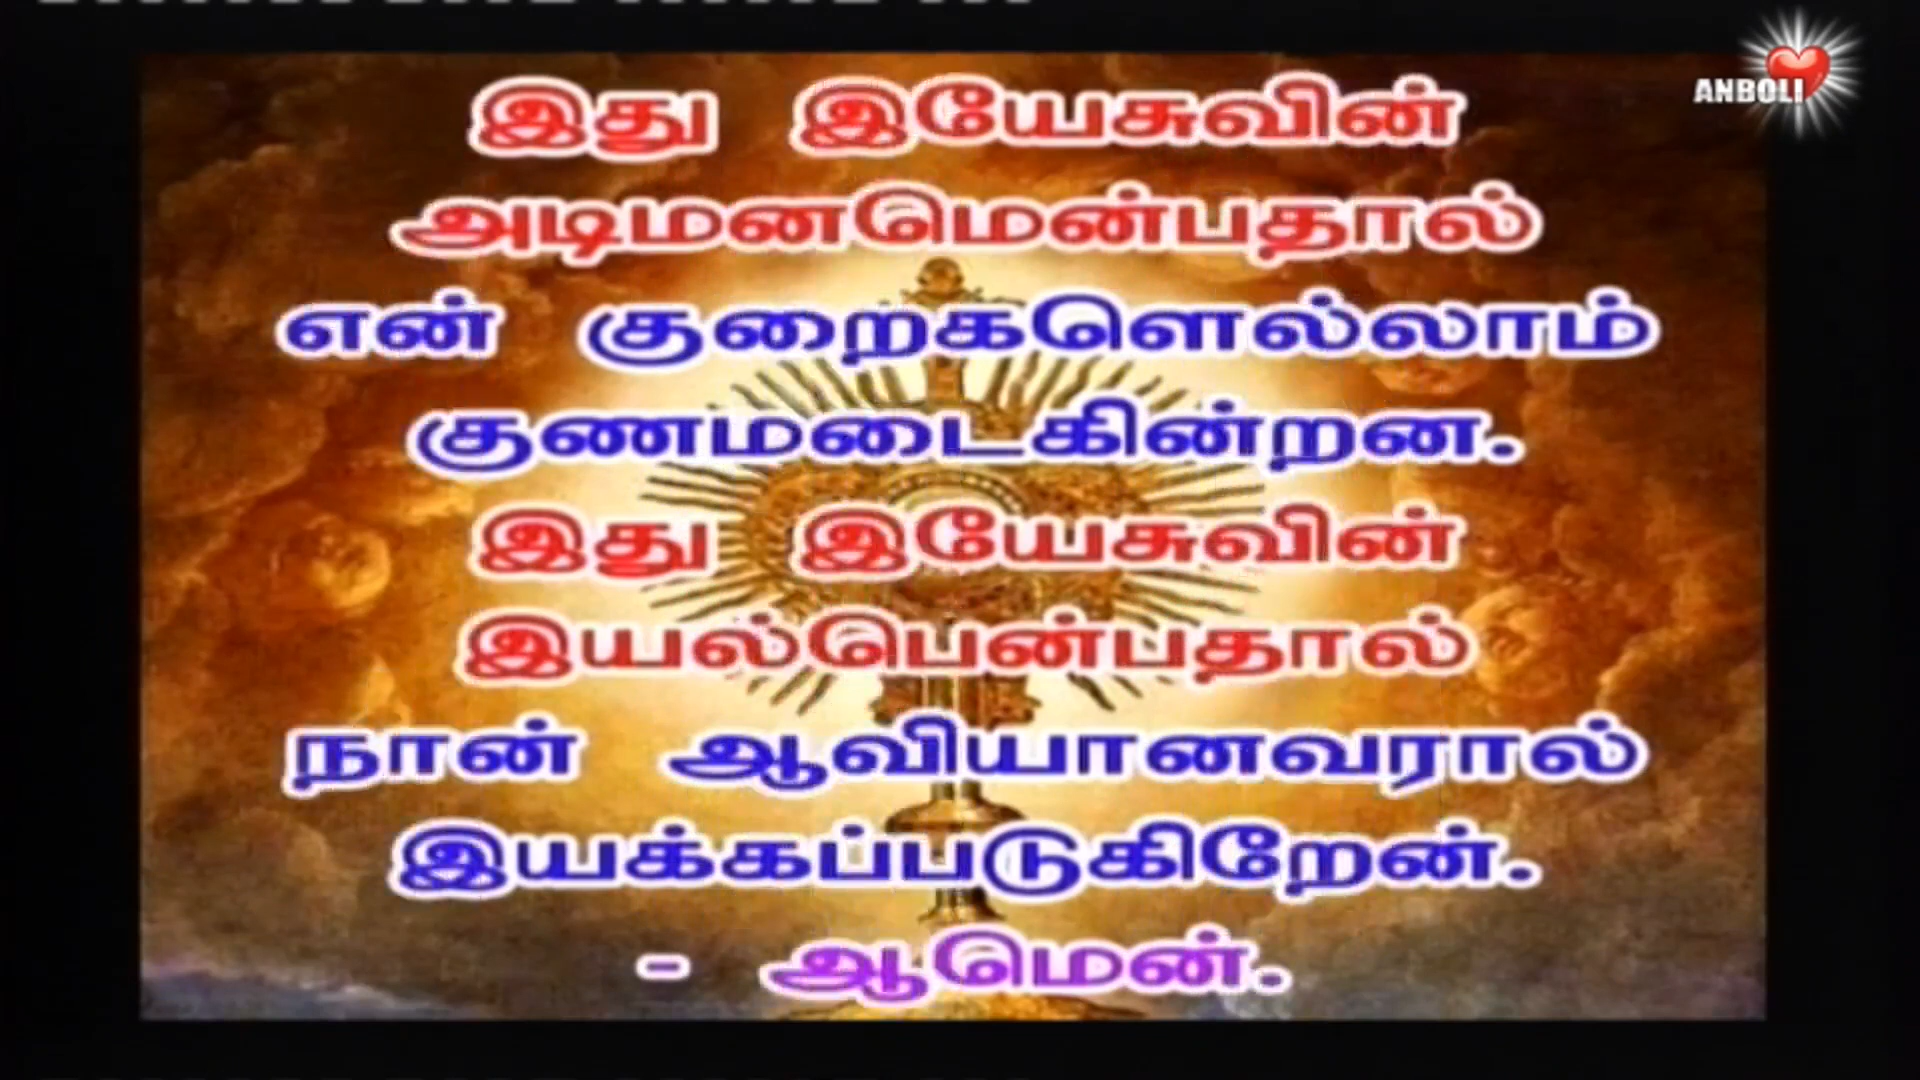 ANBOLI
இது இயேசுவின்
அடிமனமென்பதால்
என் குறைகளெல்லாம்
குணமடைகின்றன.
இது இயேசுவின்
இயல்பென்பதால்
நான் ஆவியானவரால்
இயக்கப்படுகிறேன்.
- ஆமென்.